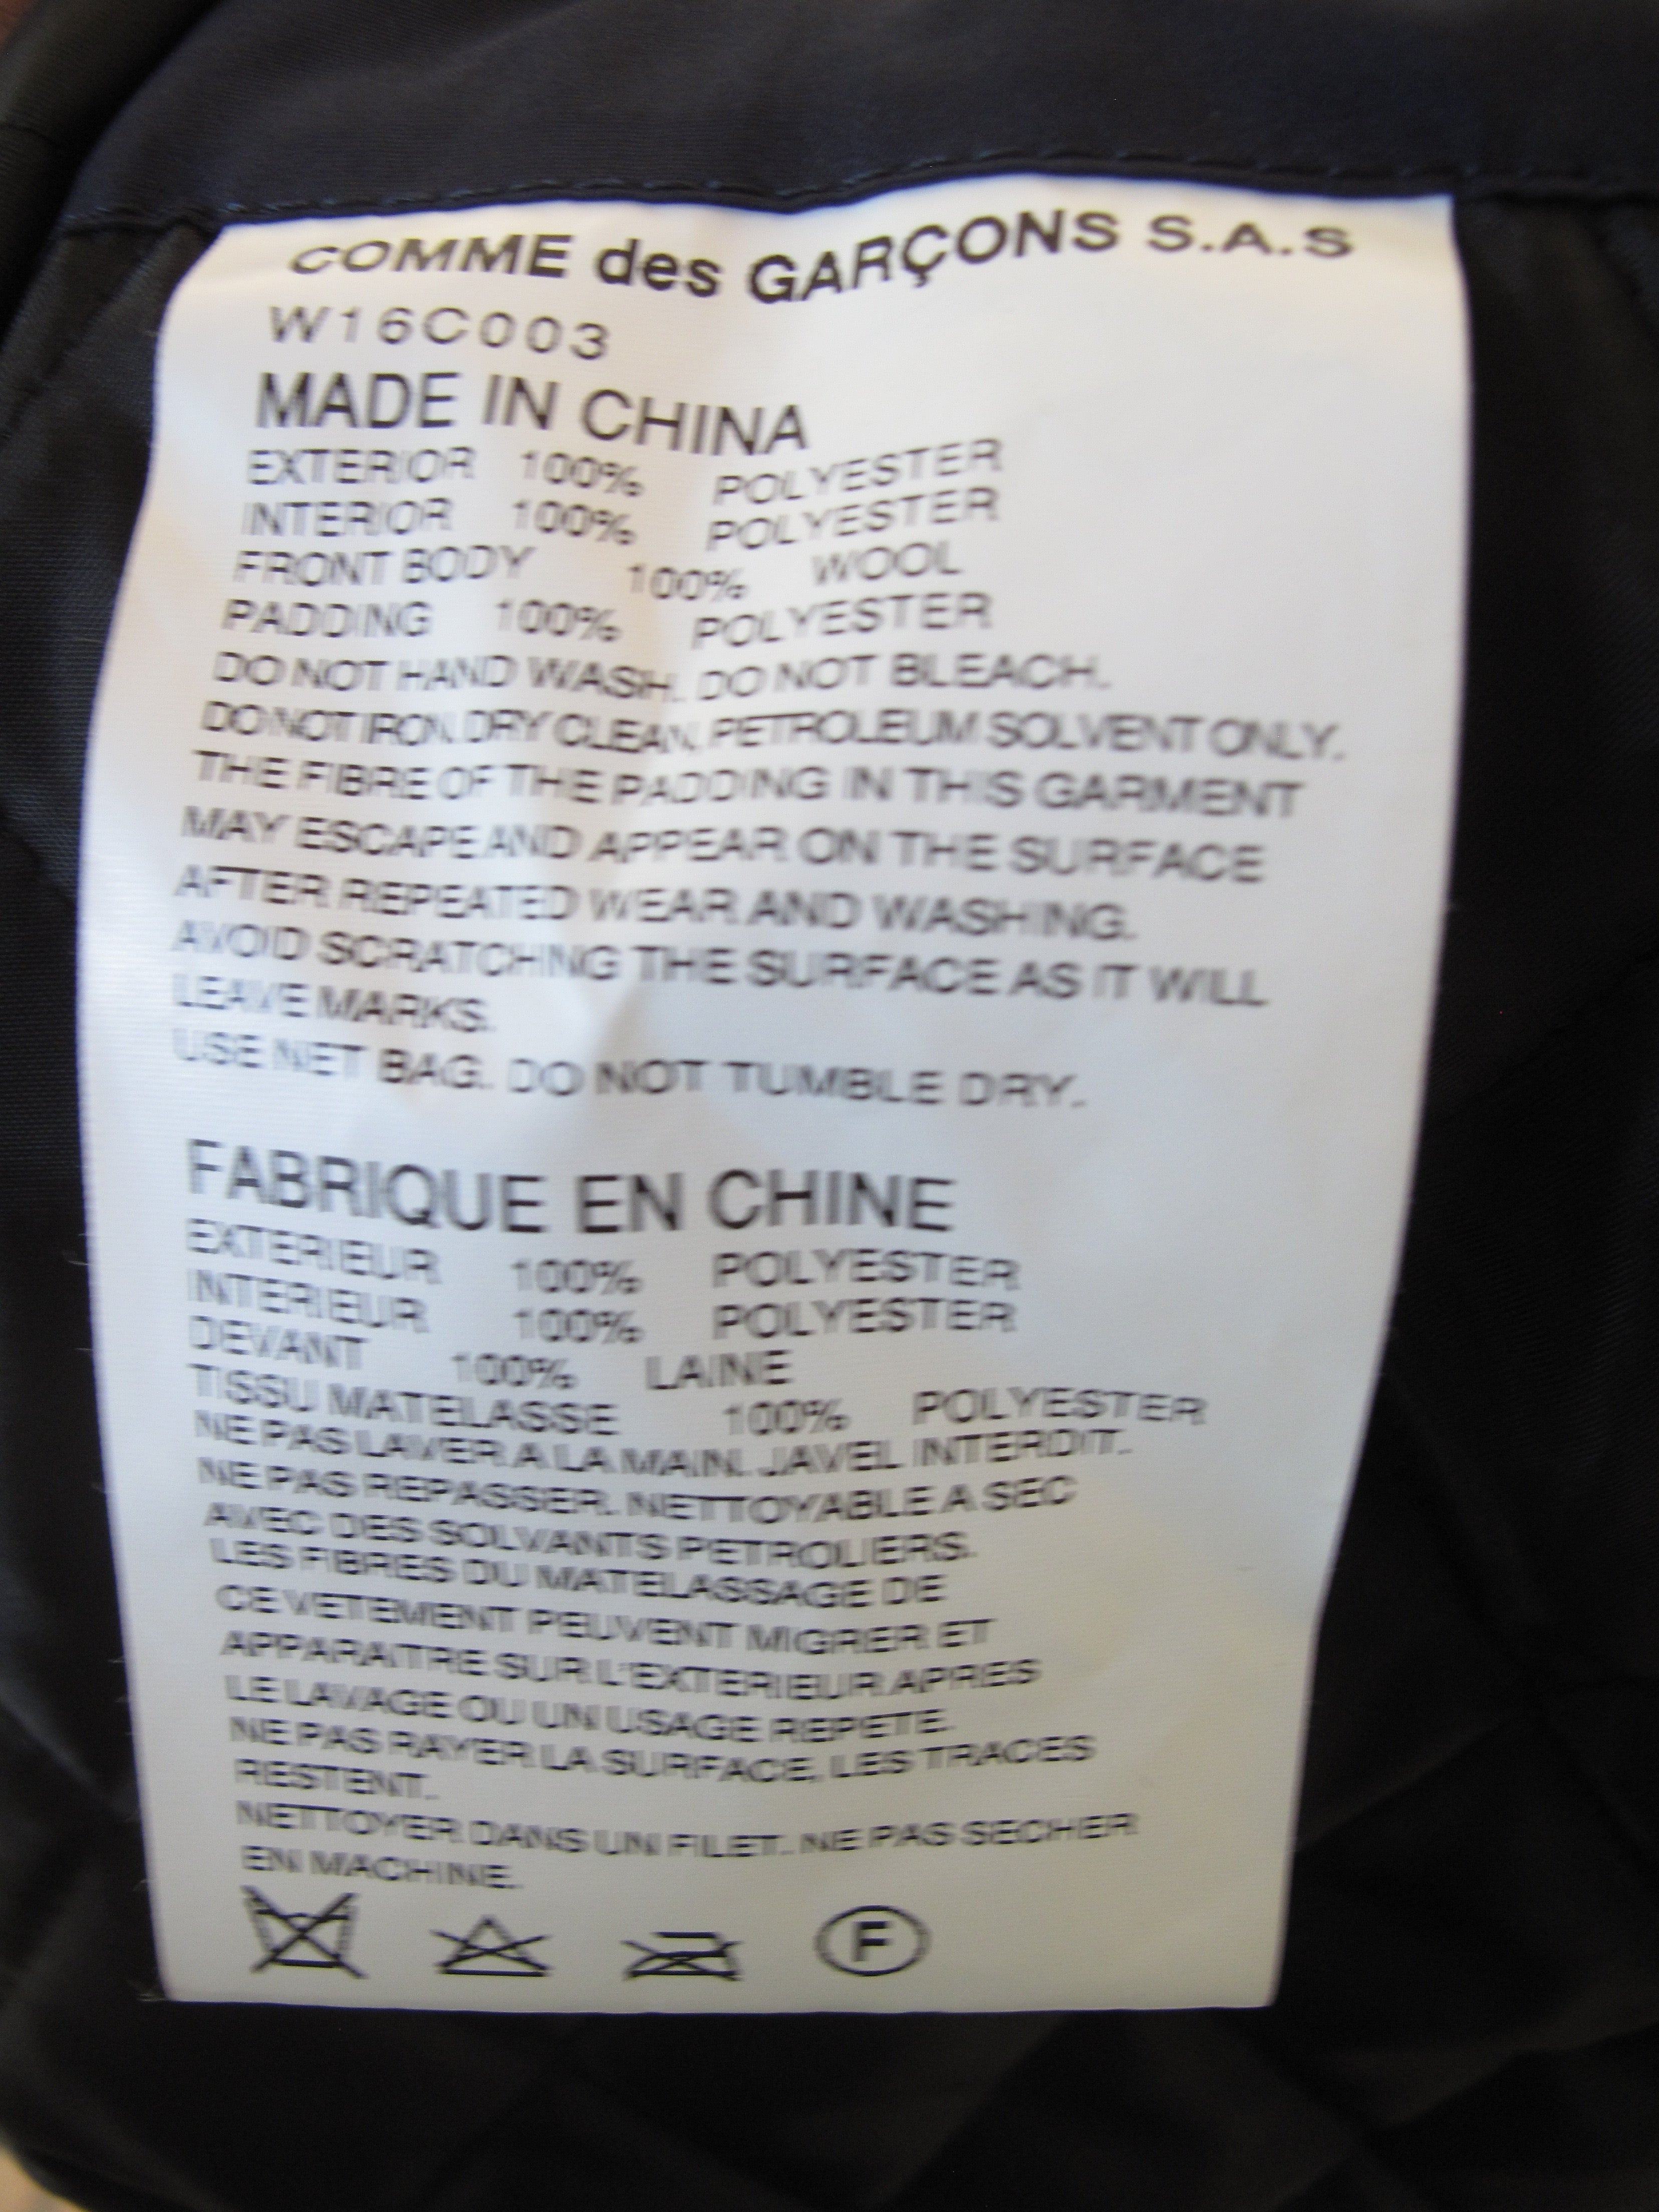 COMME des GARÇONS S.A.S
W16C003
MADE IN CHINA
EXTERIOR 100% POLYESTER
INTERIOR 100% POLYESTER
FRONT BODY 100% WOOL
PADDING 100% POLYESTER
DO NOT HAND WASH. DO NOT BLEACH.
DO NOT IRON. DRY CLEAN. PETROLEUM SOLVENT ONLY.
THE FIBRE OF THE PADDING IN THIS GARMENT
MAY ESCAPE AND APPEAR ON THE SURFACE
AFTER REPEATED WEAR AND WASHING.
AVOID SCRATCHING THE SURFACE AS IT WILL
LEAVE MARKS.
USE NET BAG. DO NOT TUMBLE DRY.
FABRIQUE EN CHINE
EXTERIEUR 100% POLYESTER
INTERIEUR 100% POLYESTER
DEVANT 100% LAINE
TISSU MATELASSE 100% POLYESTER
NE PAS LAVER A LA MAIN. JAVEL INTERDIT.
NE PAS REPASSER. NETTOYABLE A SEC
AVEC DES SOLVANTS PETROLIERS.
LES FIBRES DU MATELASSAGE DE
CE VETEMENT PEUVENT MIGRER ET
APPARAITRE SUR L'EXTERIEUR APRES
LE LAVAGE OU UN USAGE REPETE.
NE PAS RAYER LA SURFACE, LES TRACES
RESTENT.
NETTOYER DANS UN FILET. NE PAS SECHER
EN MACHINE.
F